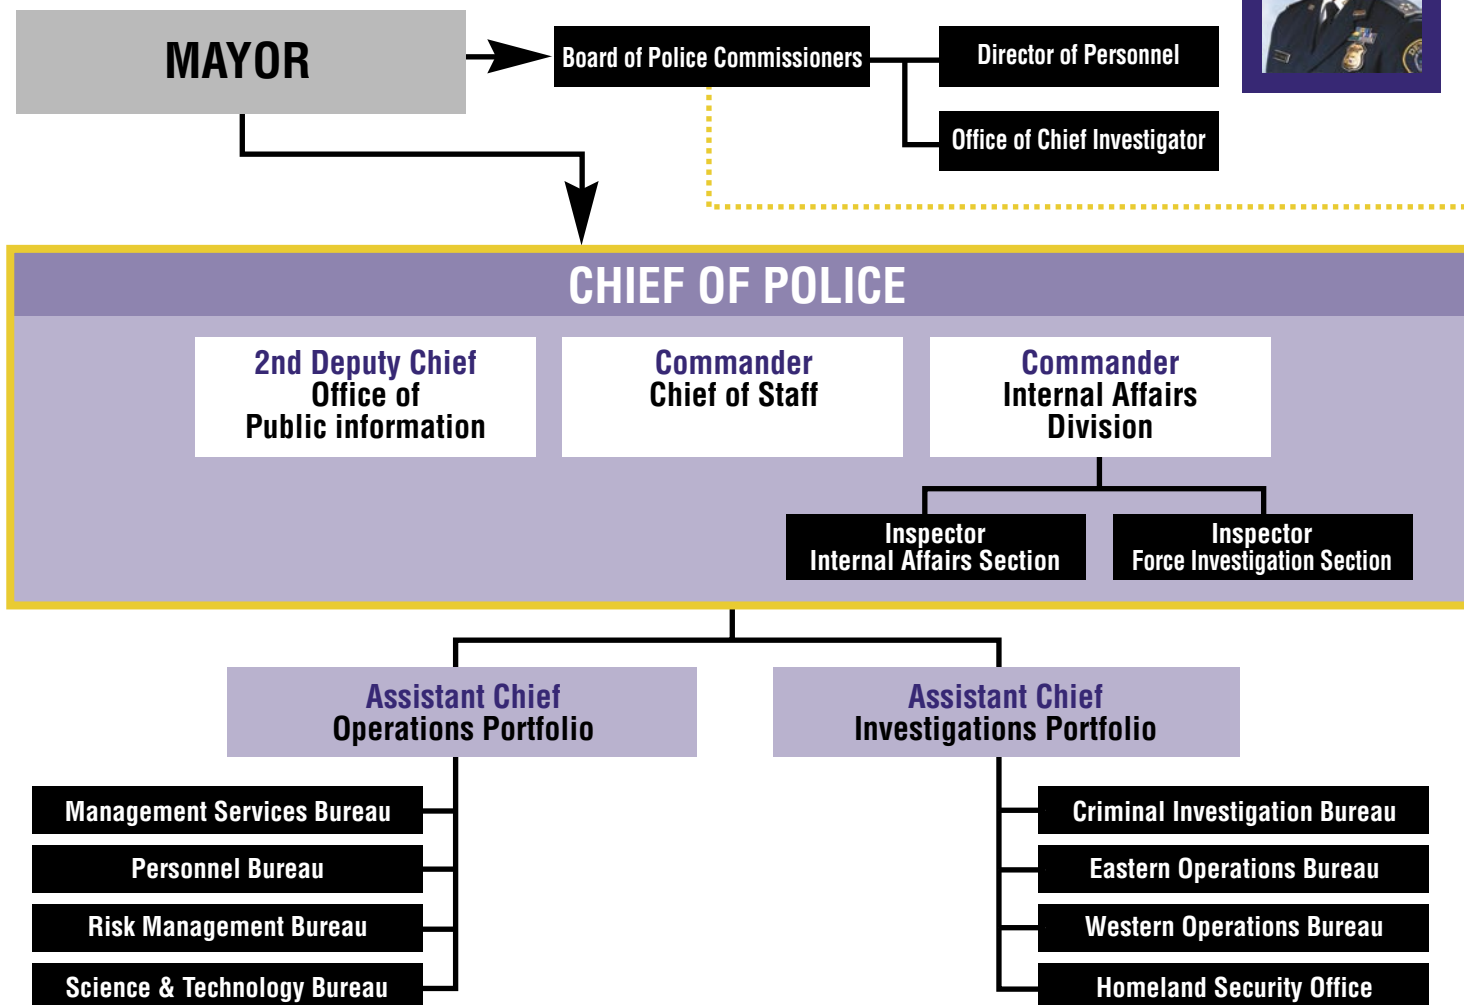 MAYOR
Board of Police Commissioners
Director of Personnel
Office of Chief Investigator
CHIEF OF POLICE
2nd Deputy Chief
Office of
Public information
Commander
Chief of Staff
Commander
Internal Affairs
Division
Inspector
Internal Affairs Section
Inspector
Force Investigation Section
Assistant Chief
Operations Portfolio
Assistant Chief
Investigations Portfolio
Management Services Bureau
Personnel Bureau
Risk Management Bureau
Science & Technology Bureau
Criminal Investigation Bureau
Eastern Operations Bureau
Western Operations Bureau
Homeland Security Office